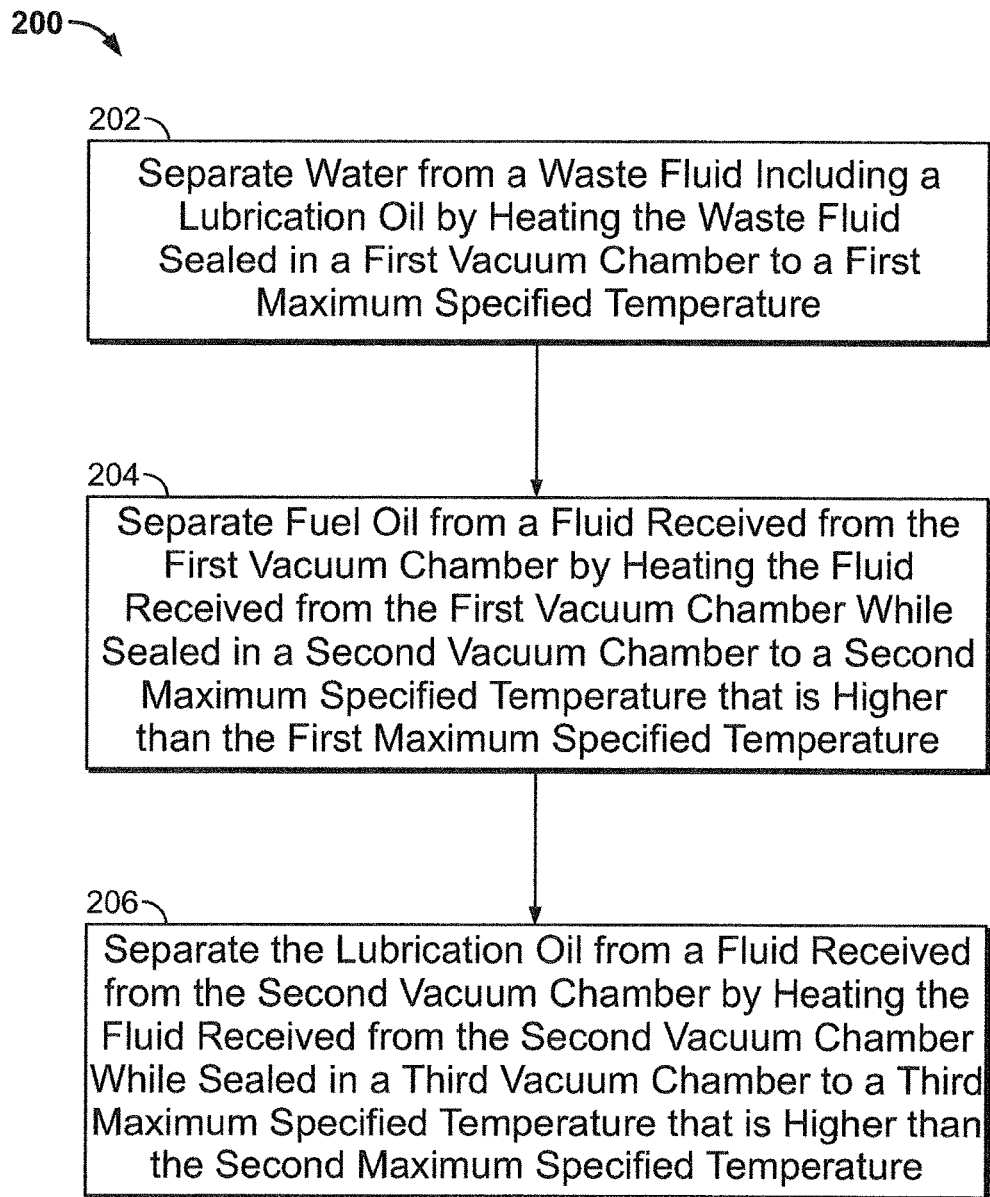 200
202
Separate Water from a Waste Fluid Including a
Lubrication Oil by Heating the Waste Fluid
Sealed in a First Vacuum Chamber to a First
Maximum Specified Temperature
204
Separate Fuel Oil from a Fluid Received from the
First Vacuum Chamber by Heating the Fluid
Received from the First Vacuum Chamber While
Sealed in a Second Vacuum Chamber to a Second
Maximum Specified Temperature that is Higher
than the First Maximum Specified Temperature
206
Separate the Lubrication Oil from a Fluid Received
from the Second Vacuum Chamber by Heating the
Fluid Received from the Second Vacuum Chamber
While Sealed in a Third Vacuum Chamber to a Third
Maximum Specified Temperature that is Higher than
the Second Maximum Specified Temperature